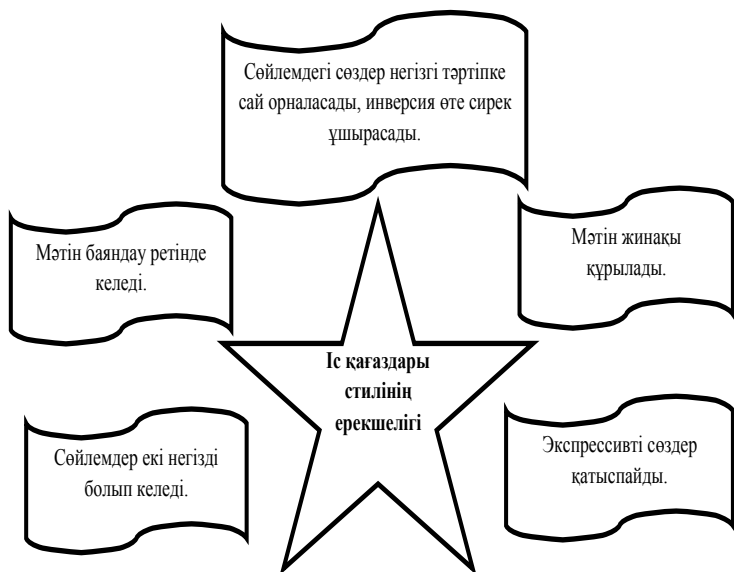 Сөйлемдегі сөздер негізгі тәртіпке
сай орналасады, инверсия өте сирек
ұшырасады.
Мәтін баяндау ретінде
келеді.
Мәтін жинақы
құрылады.
Іс қағаздары
стилінің
ерекшелігі
Сөйлемдер екі негізді
болып келеді.
Экспрессивті сөздер
қатыспайды.